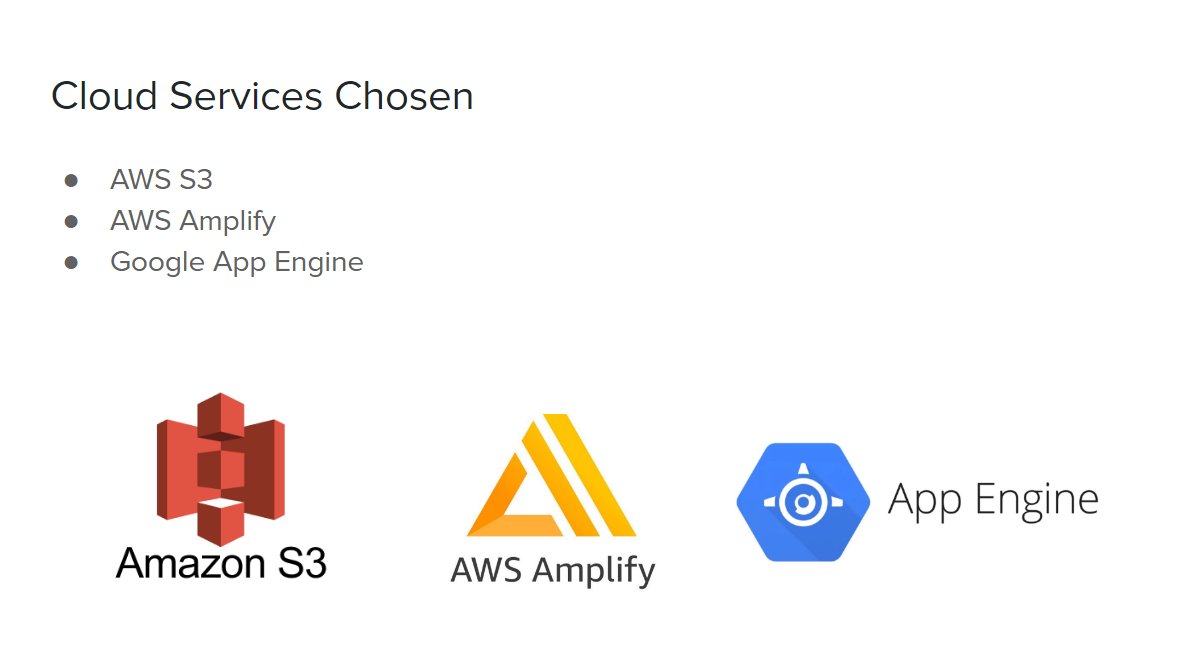 Cloud Services Chosen
● AWS S3
● AWS Amplify
● Google App Engine
Amazon S3
AWS Amplify
App Engine